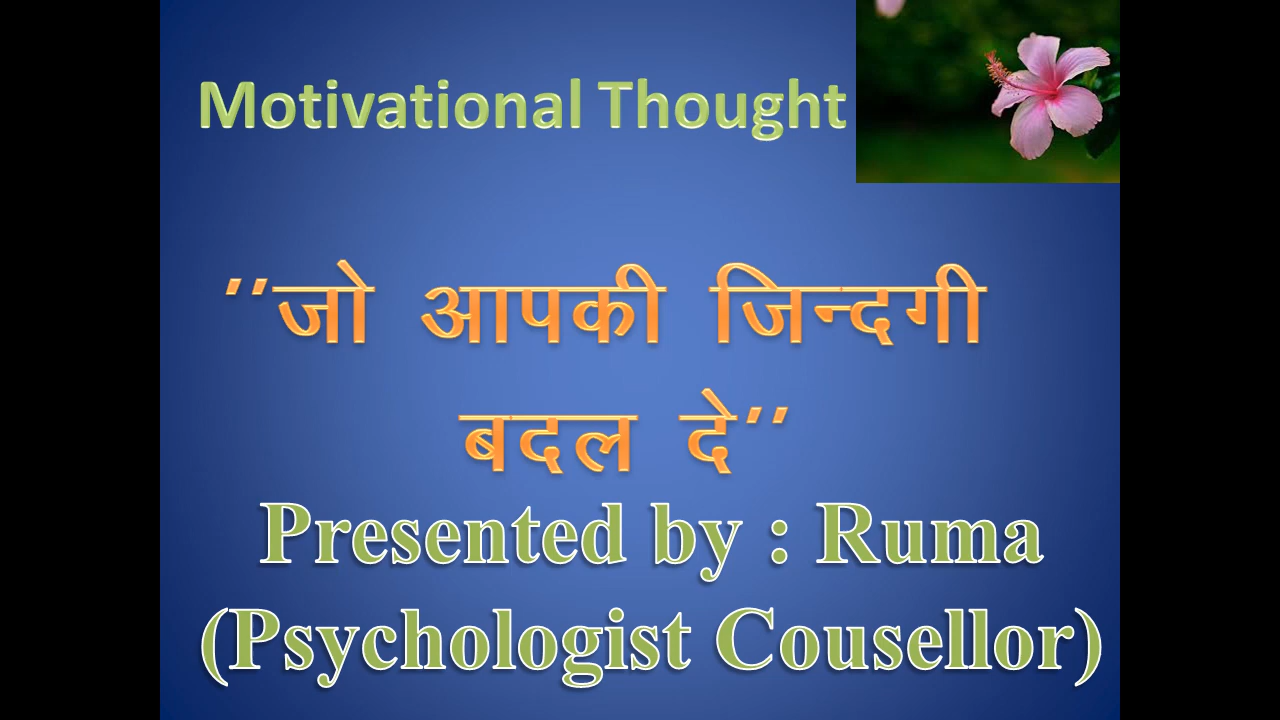 Motivational Thought
’’जो आपकी जिन्दगी
बदल दे’’
Presented by : Ruma
(Psychologist Cousellor)